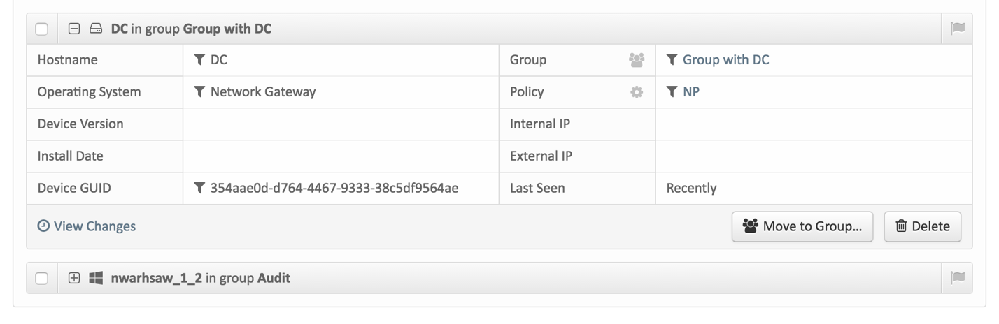 DC in group Group with DC
Hostname DC Group Group with DC
Operating System Network Gateway Policy NP
Device Version Internal IP
Install Date External IP
Device GUID 354aae0d-d764-4467-9333-38c5df9564ae Last Seen Recently
View Changes Move to Group... Delete
nwarhsaw_1_2 in group Audit